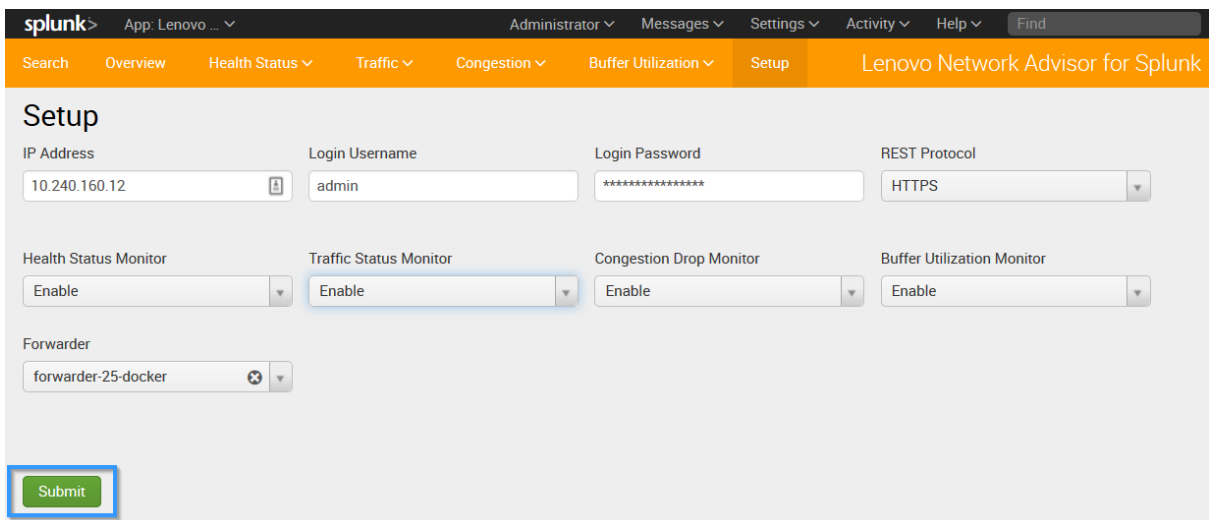 splunk> App: Lenovo ... Administrator Messages Settings Activity Help Find
Search Overview Health Status Traffic Congestion Buffer Utilization Setup Lenovo Network Advisor for Splunk
Setup
IP Address Login Username Login Password REST Protocol
10.240.160.12 admin **************** HTTPS
Health Status Monitor Traffic Status Monitor Congestion Drop Monitor Buffer Utilization Monitor
Enable Enable Enable Enable
Forwarder
forwarder-25-docker
Submit